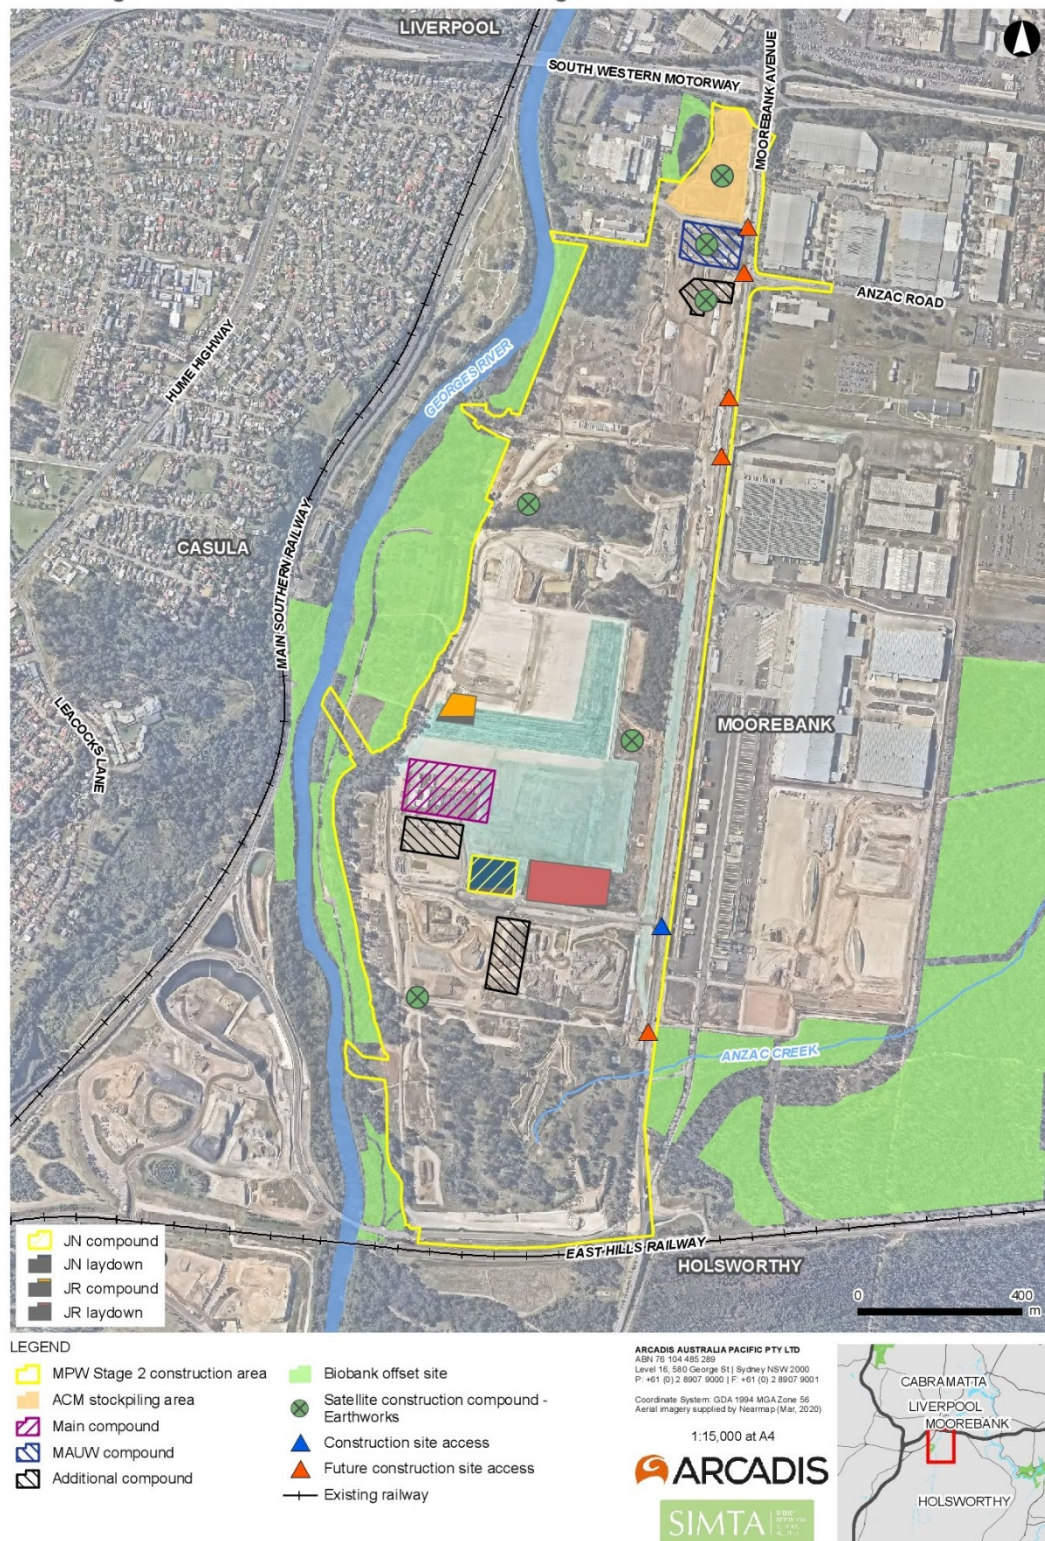 LIVERPOOL
SOUTH WESTERN MOTORWAY
MOOREBANK AVENUE
ANZAC ROAD
HUME HIGHWAY
GEORGES RIVER
CASULA
MAIN SOUTHERN RAILWAY
LEACOCKS LANE
MOOREBANK
ANZAC CREEK
EAST HILLS RAILWAY
HOLSWORTHY
0 400
m
JN compound
JN laydown
JR compound
JR laydown
LEGEND
MPW Stage 2 construction area
ACM stockpiling area
Main compound
MAUW compound
Additional compound
Biobank offset site
Satellite construction compound -
Earthworks
Construction site access
Future construction site access
Existing railway
ARCADIS AUSTRALIA PACIFIC PTY LTD
ABN 76 104 485 289
Level 16, 580 George St | Sydney NSW 2000
P: +61 (0) 2 8907 9000 | F: +61 (0) 2 8907 9001
Coordinate System: GDA 1994 MGA Zone 56
Aerial imagery supplied by Nearmap (Mar, 2020)
1:15,000 at A4
ARCADIS
SIMTA
CABRAMATTA
LIVERPOOL
MOOREBANK
HOLSWORTHY